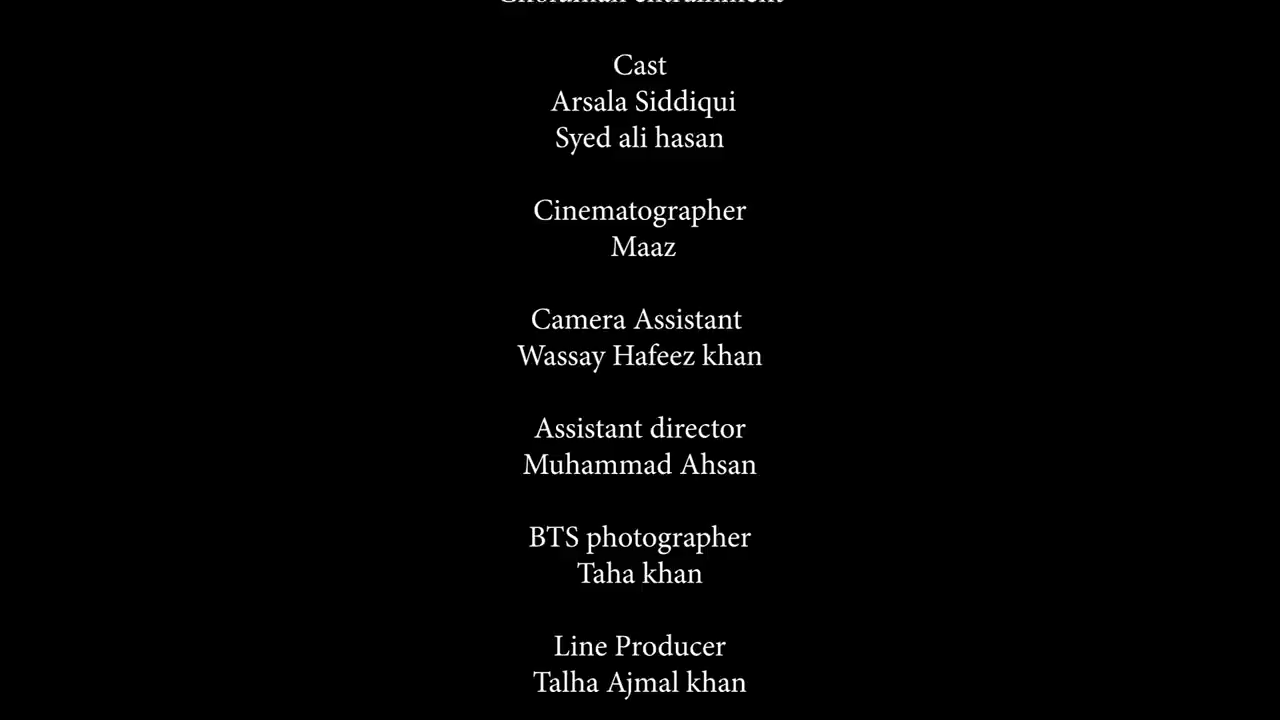 Cast
Arsala Siddiqui
Syed ali hasan
Cinematographer
Maaz
Camera Assistant
Wassay Hafeez khan
Assistant director
Muhammad Ahsan
BTS photographer
Taha khan
Line Producer
Talha Ajmal khan